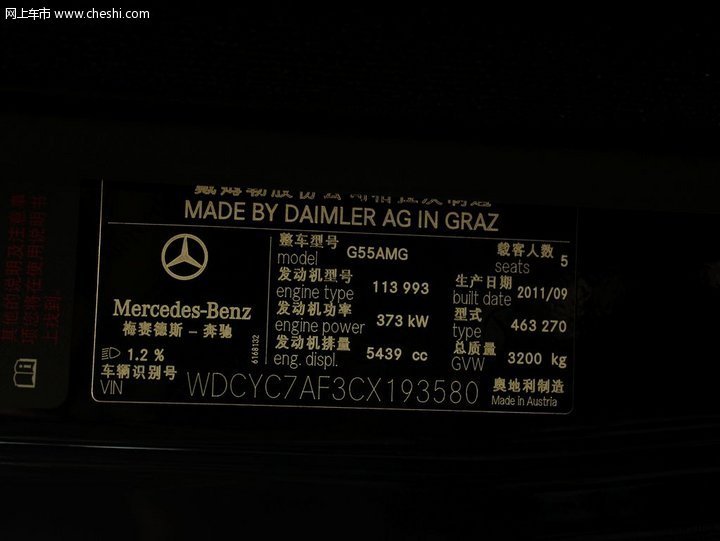 网上车市 www.cheshi.com
MADE BY DAIMLER AG IN GRAZ
Mercedes-Benz
梅赛德斯 – 奔驰
1.2 %
整车型号
model G55AMG
载客人数
seats 5
发动机型号
engine type 113 993
生产日期
built date 2011/09
发动机功率
engine power 373 kW
型式
type 463 270
发动机排量
eng. displ. 5439 cc
总质量
GVW 3200 kg
6168132
车辆识别号
VIN WDCYC7AF3CX193580
奥地利制造
Made in Austria